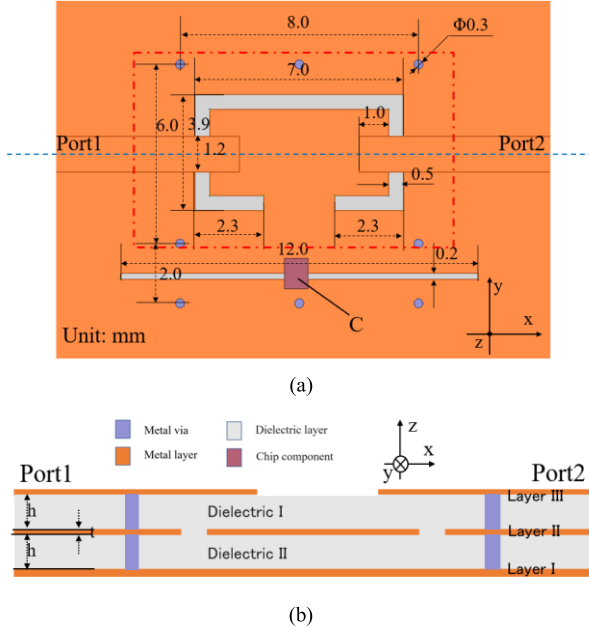 8.0
Φ0.3
7.0
1.0
6.0
3.9
Port1
Port2
1.2
0.5
2.3
2.3
12.0
0.2
2.0
y
C
Unit: mm
x
z
(a)
Metal via
Dielectric layer
z
Metal layer
Chip component
x
y
Port1
Port2
Layer III
h
Dielectric I
t
Layer II
h
Dielectric II
Layer I
(b)